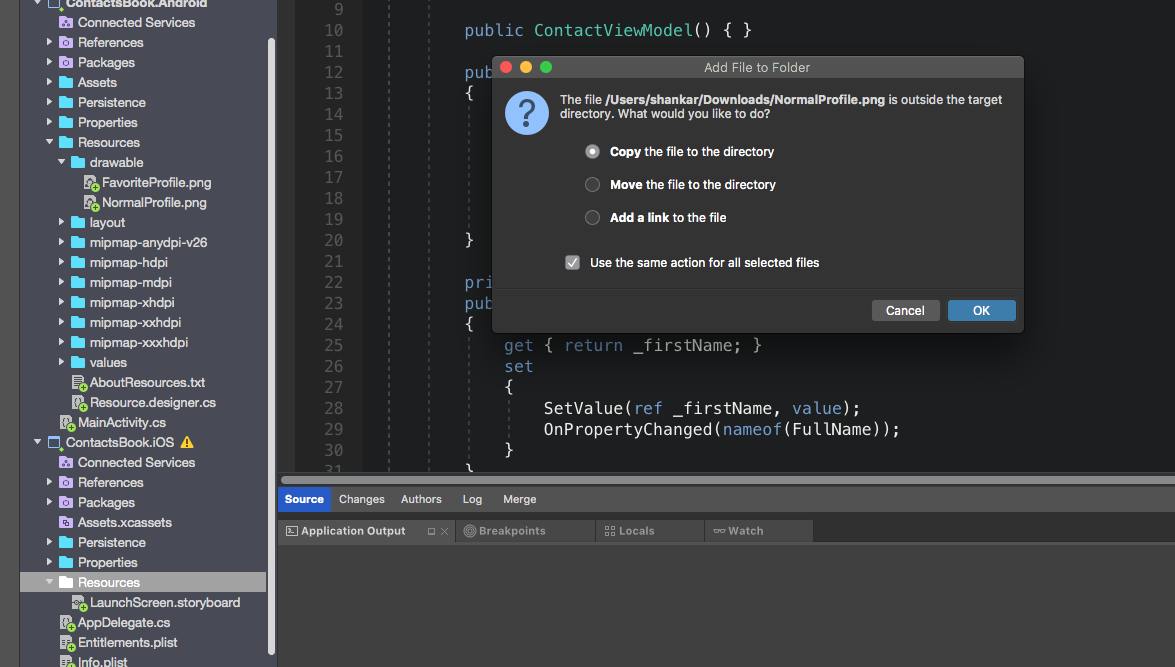 ContactsBook.Android
Connected Services
References
Packages
Assets
Persistence
Properties
Resources
drawable
FavoriteProfile.png
NormalProfile.png
layout
mipmap-anydpi-v26
mipmap-hdpi
mipmap-mdpi
mipmap-xhdpi
mipmap-xxhdpi
mipmap-xxxhdpi
values
AboutResources.txt
Resource.designer.cs
MainActivity.cs
ContactsBook.iOS
Connected Services
References
Packages
Assets.xcassets
Persistence
Properties
Resources
LaunchScreen.storyboard
AppDelegate.cs
Entitlements.plist
Info.plist
9
10 public ContactViewModel() { }
11
12 pub
13 {
14
15
16
17
18
19
20 }
21
22 pri
23 pub
24 {
25 get { return _firstName; }
26 set
27 {
28 SetValue(ref _firstName, value);
29 OnPropertyChanged(nameof(FullName));
30 }
31 }
Add File to Folder
The file /Users/shankar/Downloads/NormalProfile.png is outside the target
directory. What would you like to do?
Copy the file to the directory
Move the file to the directory
Add a link to the file
Use the same action for all selected files
Cancel OK
Source Changes Authors Log Merge
Application Output Breakpoints Locals Watch